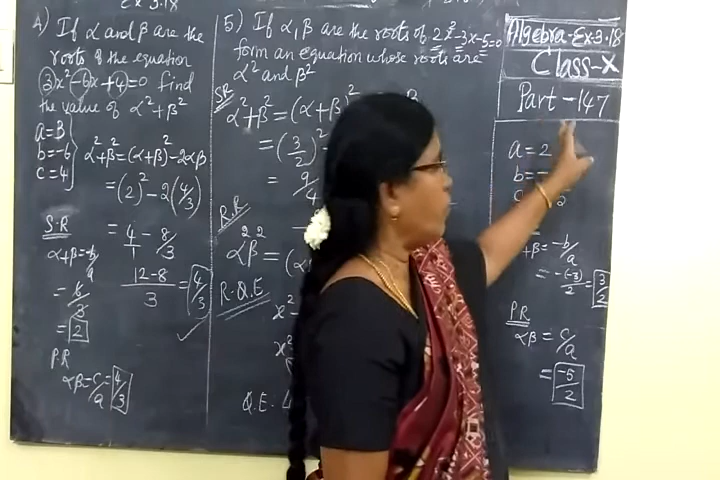 Ex 3.18
4) If α and β are the
roots of the equation
3x²-6x+4=0 find
the value of α²+β²
a=3
b=-6
c=4
α²+β²=(α+β)²-2αβ
=(2)²-2(4/3)
= 4/1 - 8/3
12-8/3 = 4/3
S.R
α+β=-b/a
= 6/3
= 2
P.R
αβ=c/a=4/3
5) If α, β are the roots of 2x²-3x-5=0
form an equation whose roots are
α² and β²
SR
α²+β²=(α+β)²
=(3/2)²
= 9/4
P.R
α²β² =
R.Q.E
x²-
x²
Q.E.
Algebra-Ex-3.18
Class-X
Part-147
a=2
b=-
+β=-b/a
= -(-3)/2 = 3/2
PR
αβ=c/a
= -5/2